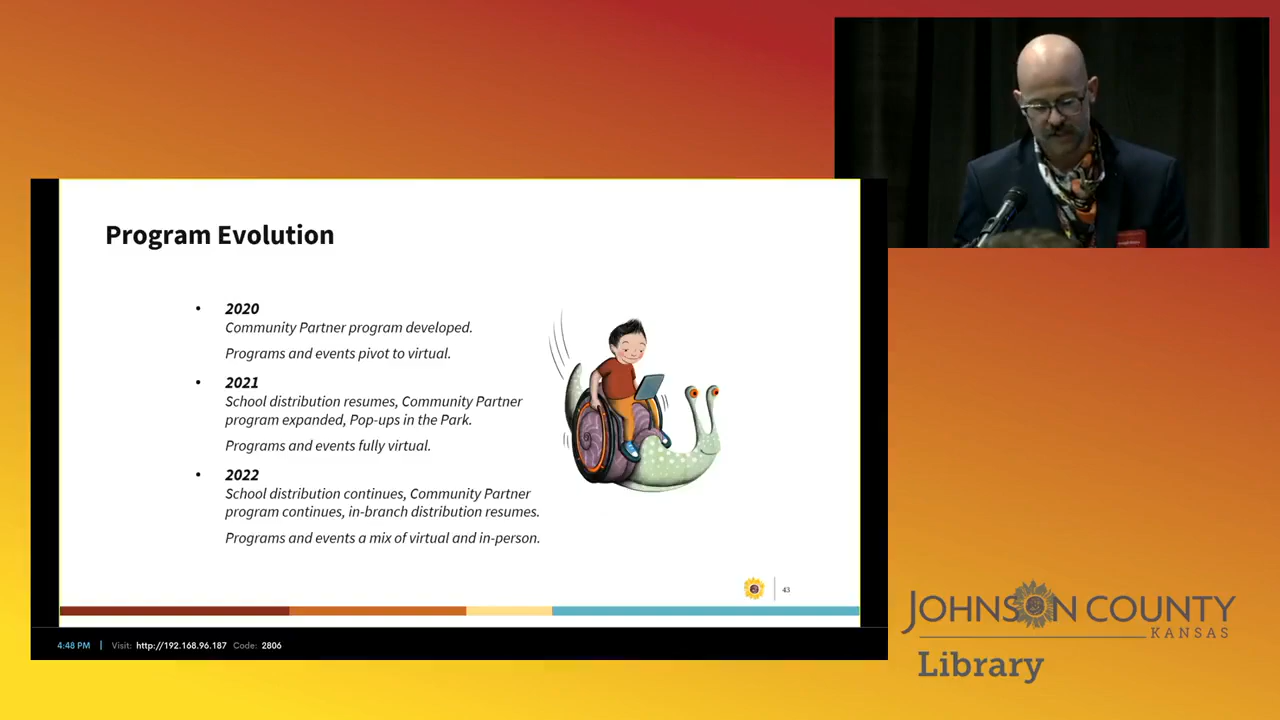 Program Evolution
• 2020
Community Partner program developed.
Programs and events pivot to virtual.
• 2021
School distribution resumes, Community Partner
program expanded, Pop-ups in the Park.
Programs and events fully virtual.
• 2022
School distribution continues, Community Partner
program continues, in-branch distribution resumes.
Programs and events a mix of virtual and in-person.
43
4:48 PM | Visit: http://192.168.96.187 Code: 2806
JOHNSON COUNTY
KANSAS
Library